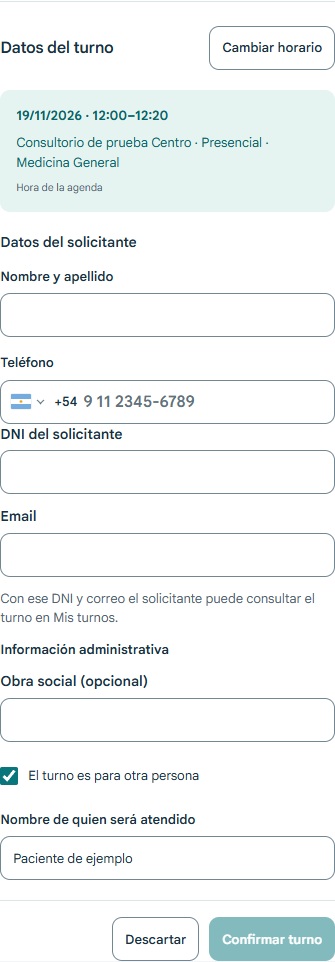 Datos del turno
Cambiar horario
19/11/2026 · 12:00–12:20
Consultorio de prueba Centro · Presencial ·
Medicina General
Hora de la agenda
Datos del solicitante
Nombre y apellido
Teléfono
+54 9 11 2345-6789
DNI del solicitante
Email
Con ese DNI y correo el solicitante puede consultar el
turno en Mis turnos.
Información administrativa
Obra social (opcional)
El turno es para otra persona
Nombre de quien será atendido
Paciente de ejemplo
Descartar
Confirmar turno